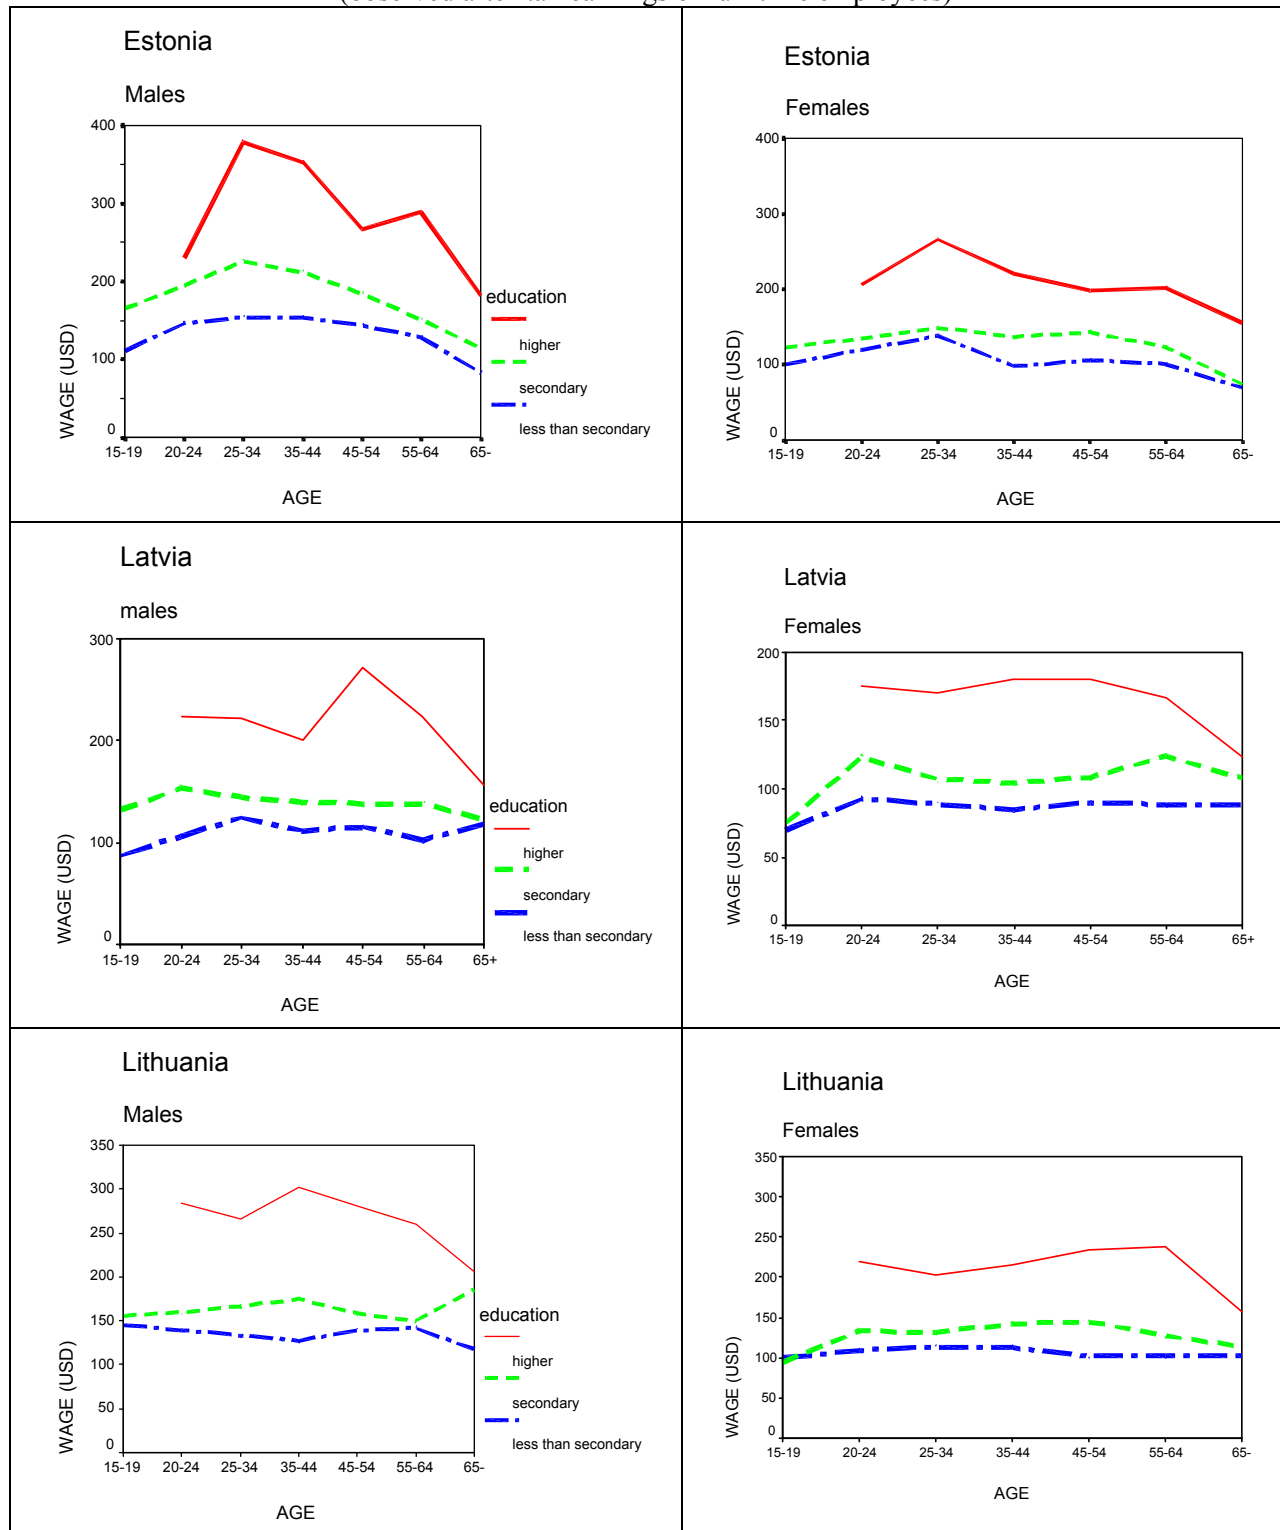 Estonia
Males
400
300
200
100
0
WAGE (USD)
15-19 20-24 25-34 35-44 45-54 55-64 65-
AGE
education
higher
secondary
less than secondary
Estonia
Females
400
300
200
100
0
WAGE (USD)
15-19 20-24 25-34 35-44 45-54 55-64 65-
AGE
Latvia
males
300
200
100
0
WAGE (USD)
15-19 20-24 25-34 35-44 45-54 55-64 65+
AGE
education
higher
secondary
less than secondary
Latvia
Females
200
150
100
50
0
WAGE (USD)
15-19 20-24 25-34 35-44 45-54 55-64 65+
AGE
Lithuania
Males
350
300
250
200
150
100
50
0
WAGE (USD)
15-19 20-24 25-34 35-44 45-54 55-64 65-
AGE
education
higher
secondary
less than secondary
Lithuania
Females
350
300
250
200
150
100
50
0
WAGE (USD)
15-19 20-24 25-34 35-44 45-54 55-64 65-
AGE